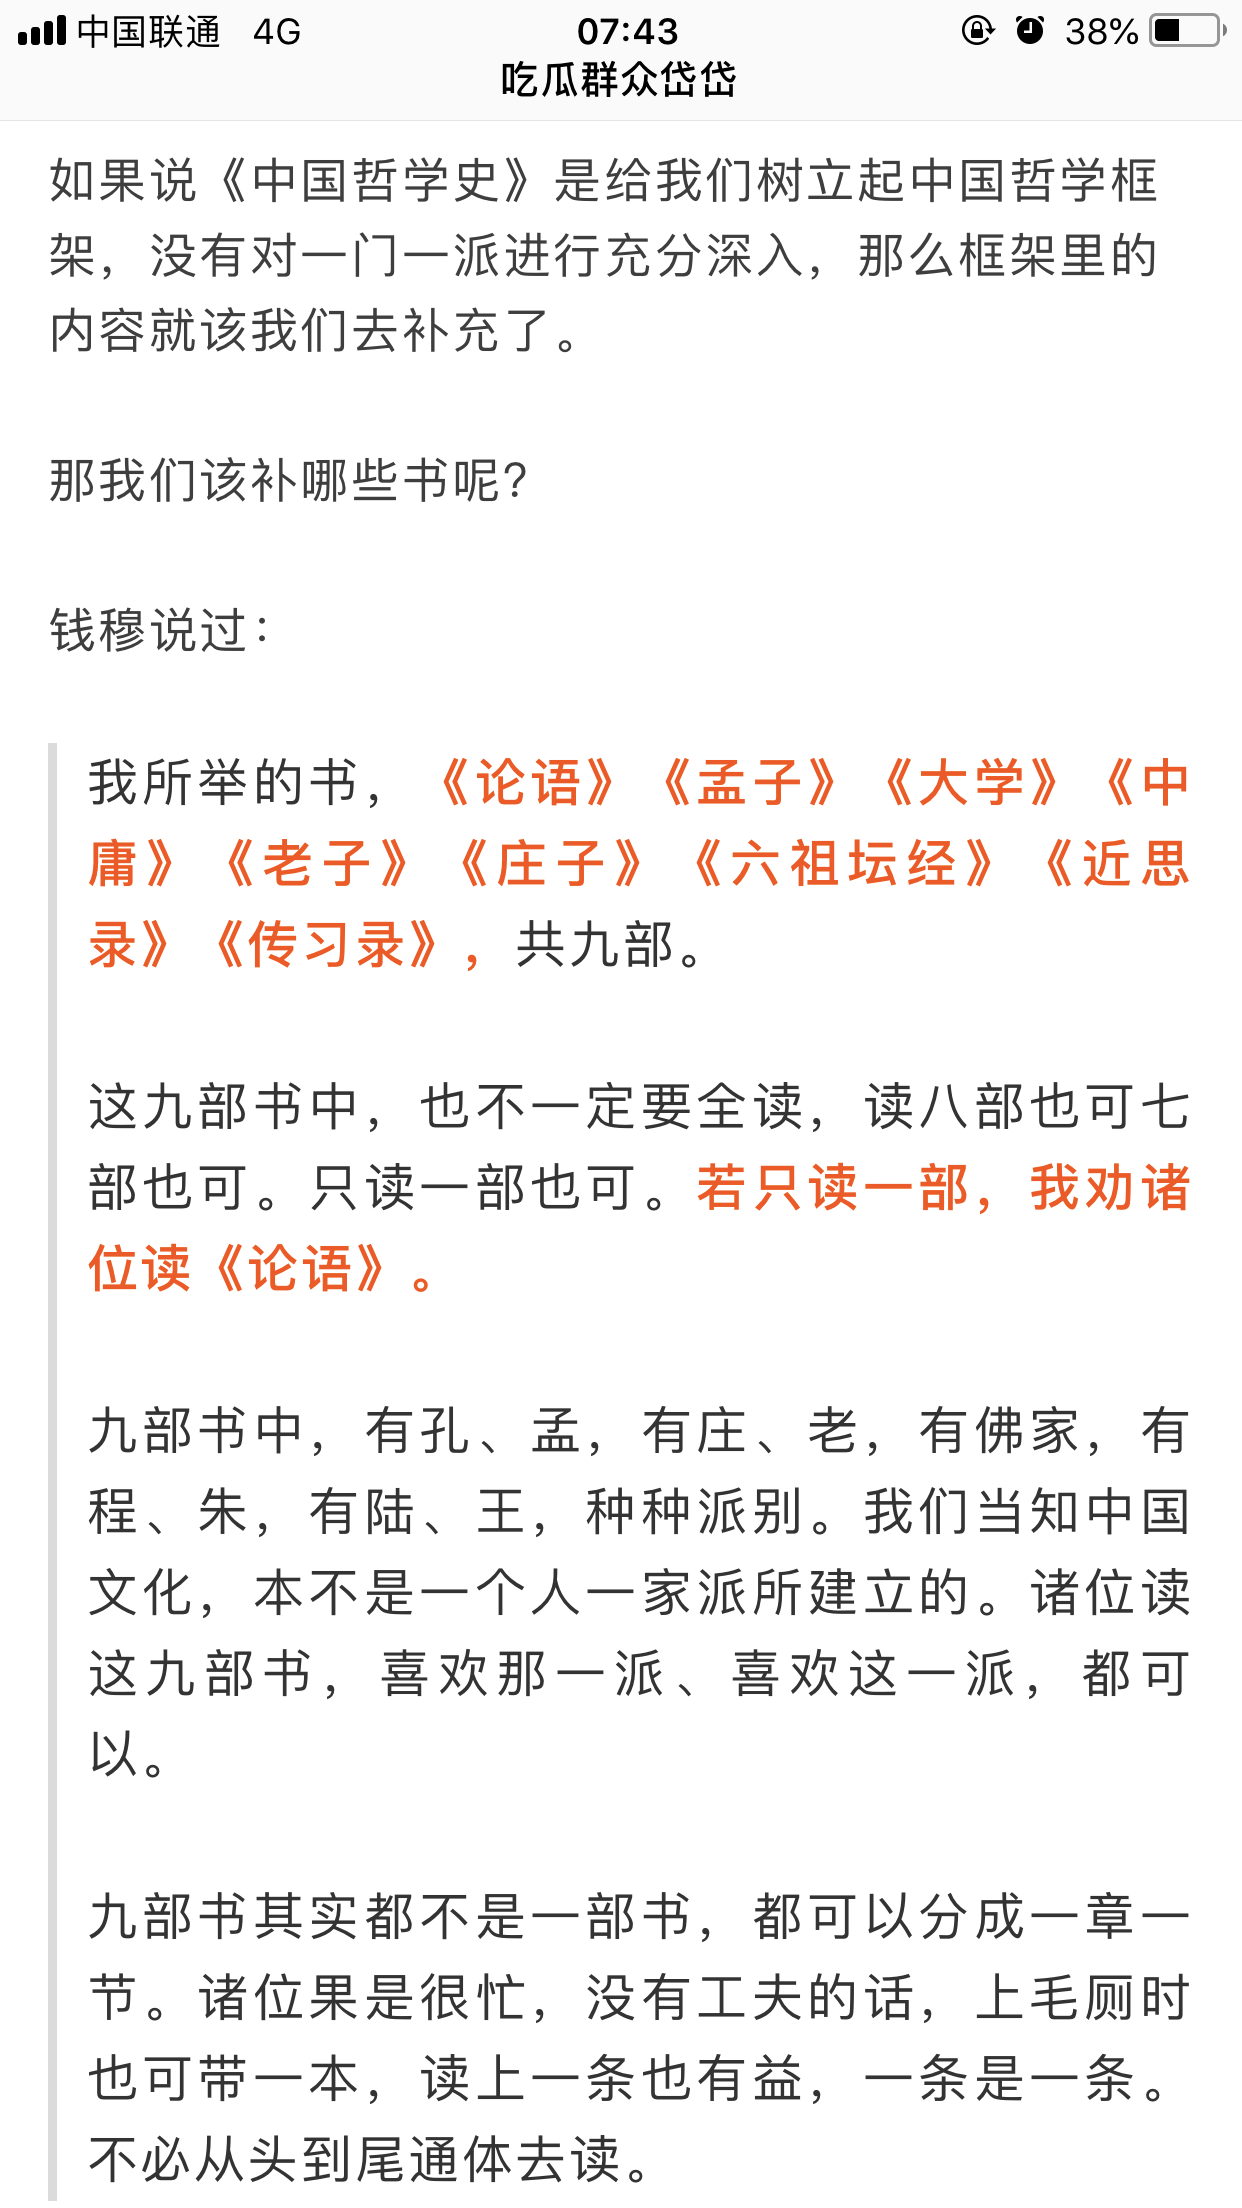 中国联通 4G 07:43 38%
吃瓜群众岱岱
如果说《中国哲学史》是给我们树立起中国哲学框
架，没有对一门一派进行充分深入，那么框架里的
内容就该我们去补充了。
那我们该补哪些书呢?
钱穆说过：
我所举的书，《论语》《孟子》《大学》《中
庸》《老子》《庄子》《六祖坛经》《近思
录》《传习录》，共九部。
这九部书中，也不一定要全读，读八部也可七
部也可。只读一部也可。若只读一部，我劝诸
位读《论语》。
九部书中，有孔、孟，有庄、老，有佛家，有
程、朱，有陆、王，种种派别。我们当知中国
文化，本不是一个人一家派所建立的。诸位读
这九部书，喜欢那一派、喜欢这一派，都可
以。
九部书其实都不是一部书，都可以分成一章一
节。诸位果是很忙，没有工夫的话，上毛厕时
也可带一本，读上一条也有益，一条是一条。
不必从头到尾通体去读。